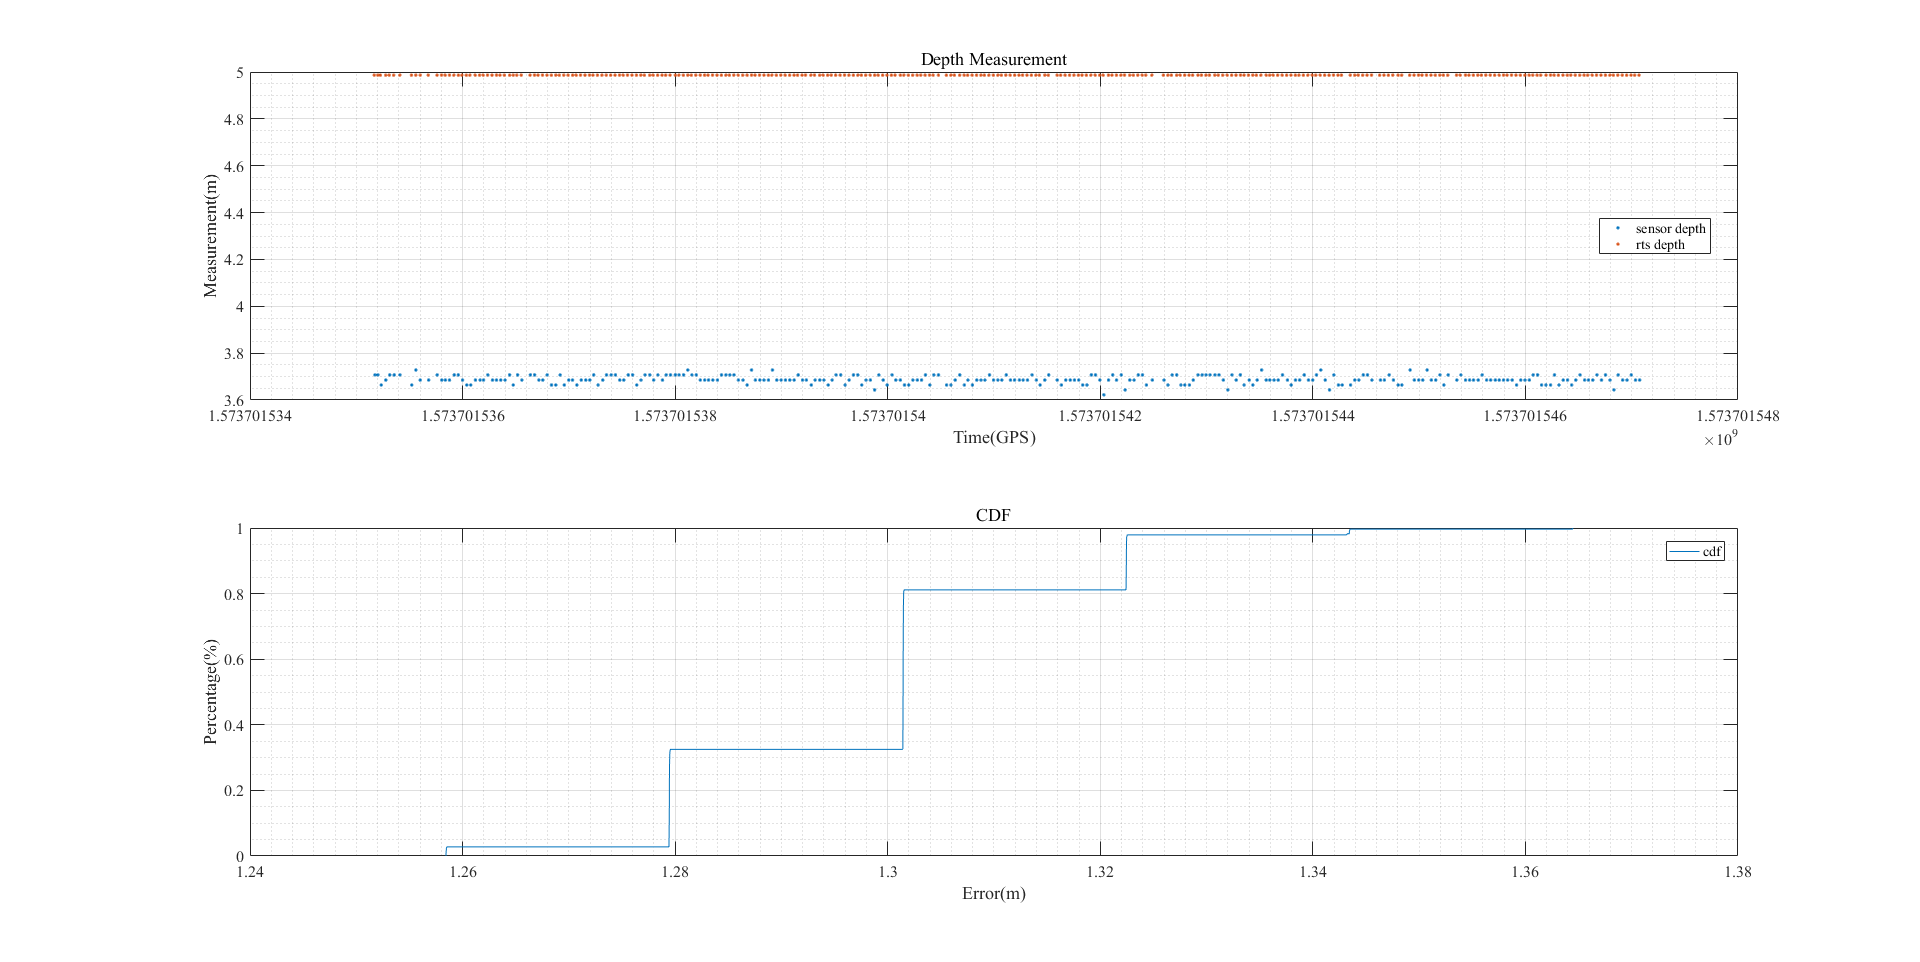 Depth Measurement
5
4.8
4.6
4.4
4.2
4
3.8
3.6
Measurement(m)
sensor depth
rts depth
1.573701534 1.573701536 1.573701538 1.57370154 1.573701542 1.573701544 1.573701546 1.573701548
Time(GPS)
×10⁹
CDF
1
0.8
0.6
0.4
0.2
0
Percentage(%)
cdf
1.24 1.26 1.28 1.3 1.32 1.34 1.36 1.38
Error(m)